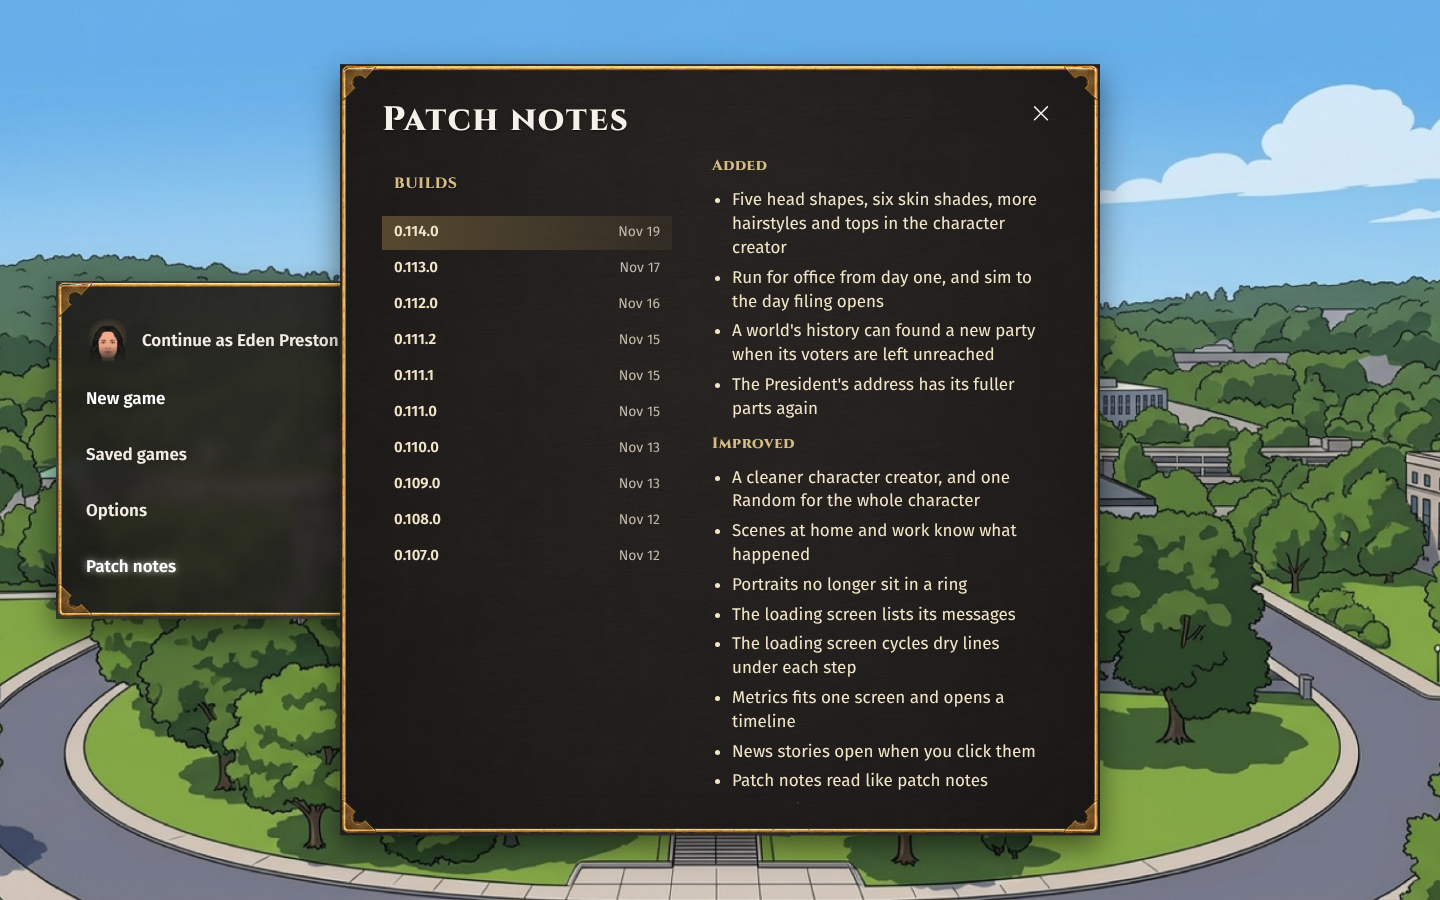 Patch notes
Builds
0.114.0 Nov 19
0.113.0 Nov 17
0.112.0 Nov 16
0.111.2 Nov 15
0.111.1 Nov 15
0.111.0 Nov 15
0.110.0 Nov 13
0.109.0 Nov 13
0.108.0 Nov 12
0.107.0 Nov 12
Added
• Five head shapes, six skin shades, more
hairstyles and tops in the character
creator
• Run for office from day one, and sim to
the day filing opens
• A world's history can found a new party
when its voters are left unreached
• The President's address has its fuller
parts again
Improved
• A cleaner character creator, and one
Random for the whole character
• Scenes at home and work know what
happened
• Portraits no longer sit in a ring
• The loading screen lists its messages
• The loading screen cycles dry lines
under each step
• Metrics fits one screen and opens a
timeline
• News stories open when you click them
• Patch notes read like patch notes
Continue as Eden Preston
New game
Saved games
Options
Patch notes